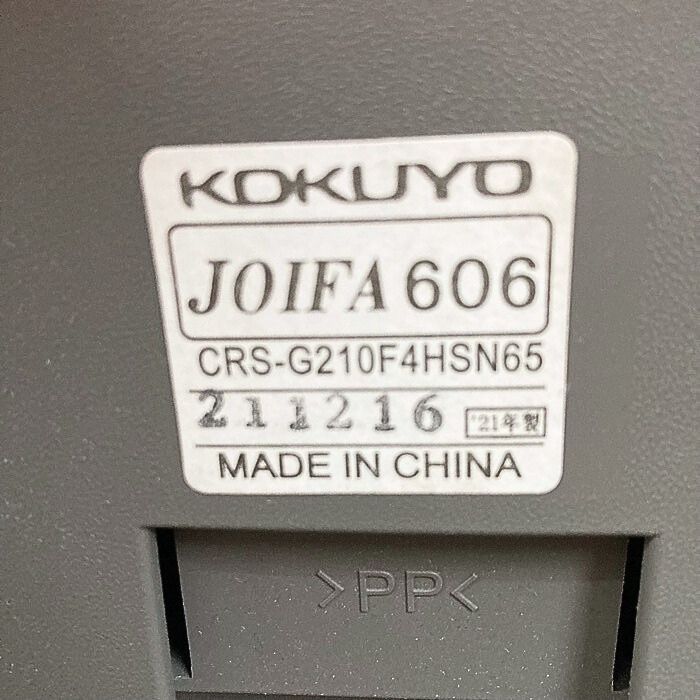 KOKUYO
JOIFA 606
CRS-G210F4HSN65
211216 '21年製
MADE IN CHINA
>PP<